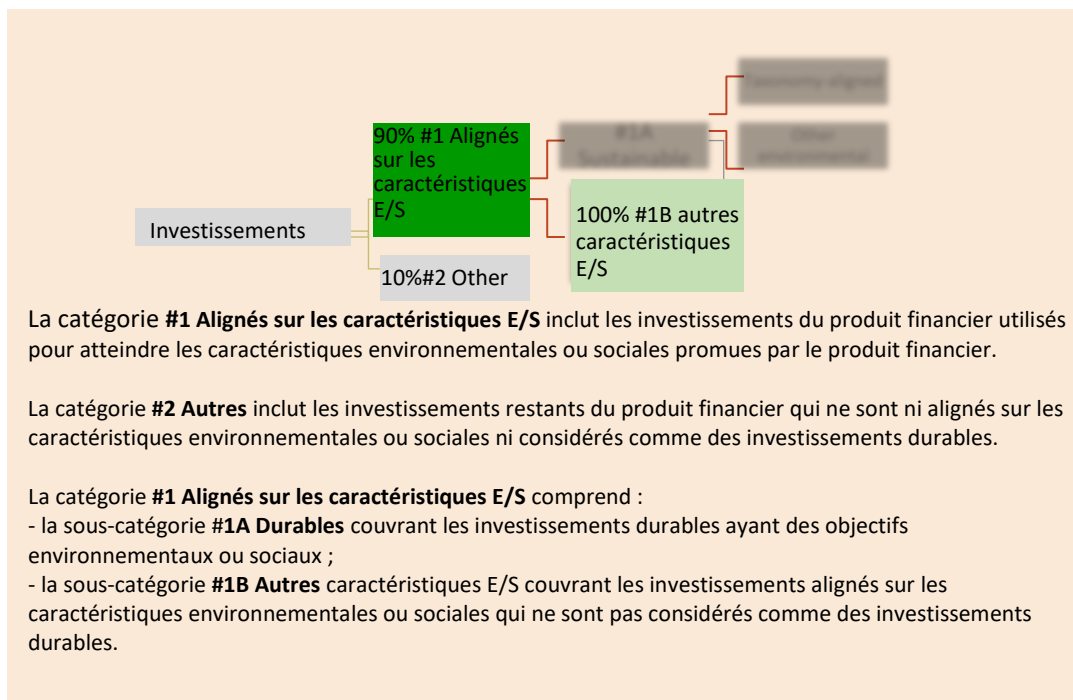 Taxonomy-aligned
90% #1 Alignés
sur les
caractéristiques
E/S
#1A
Sustainable
Other
environmental
100% #1B autres
caractéristiques
E/S
Investissements
10%#2 Other
La catégorie #1 Alignés sur les caractéristiques E/S inclut les investissements du produit financier utilisés
pour atteindre les caractéristiques environnementales ou sociales promues par le produit financier.
La catégorie #2 Autres inclut les investissements restants du produit financier qui ne sont ni alignés sur les
caractéristiques environnementales ou sociales ni considérés comme des investissements durables.
La catégorie #1 Alignés sur les caractéristiques E/S comprend :
- la sous-catégorie #1A Durables couvrant les investissements durables ayant des objectifs
environnementaux ou sociaux ;
- la sous-catégorie #1B Autres caractéristiques E/S couvrant les investissements alignés sur les
caractéristiques environnementales ou sociales qui ne sont pas considérés comme des investissements
durables.